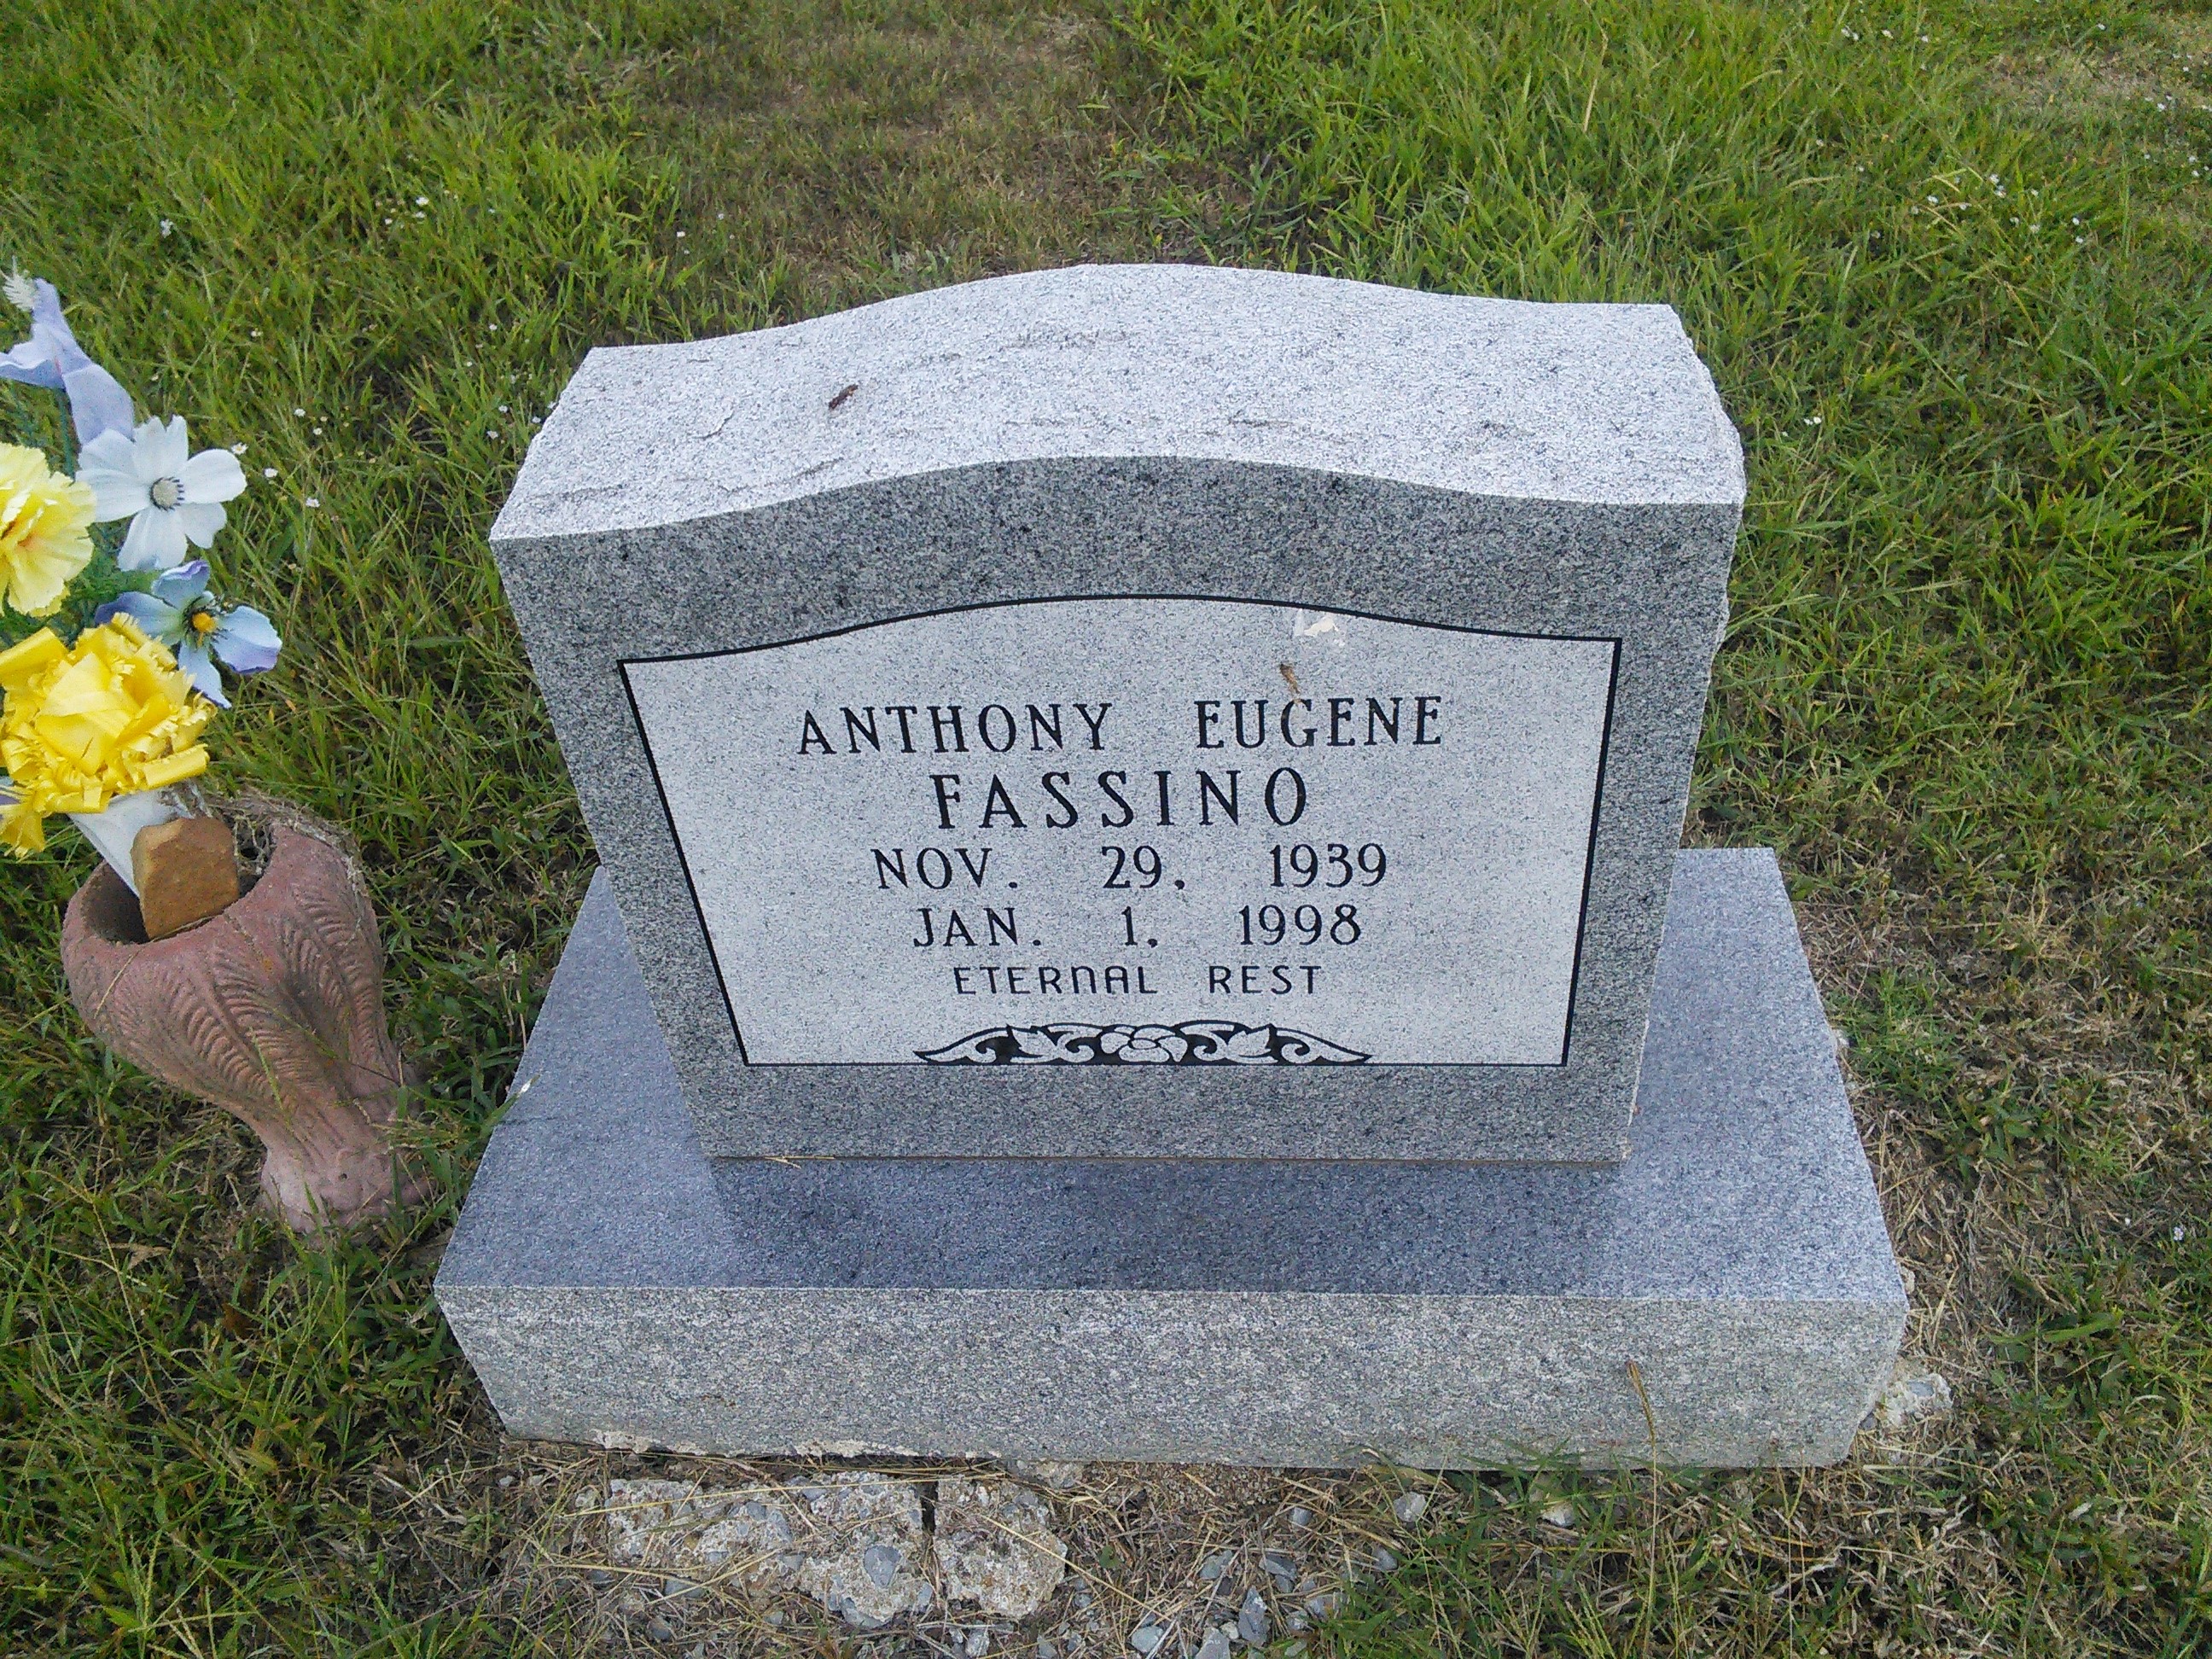 ANTHONY EUGENE
FASSINO
NOV. 29, 1939
JAN. 1, 1998
ETERNAL REST